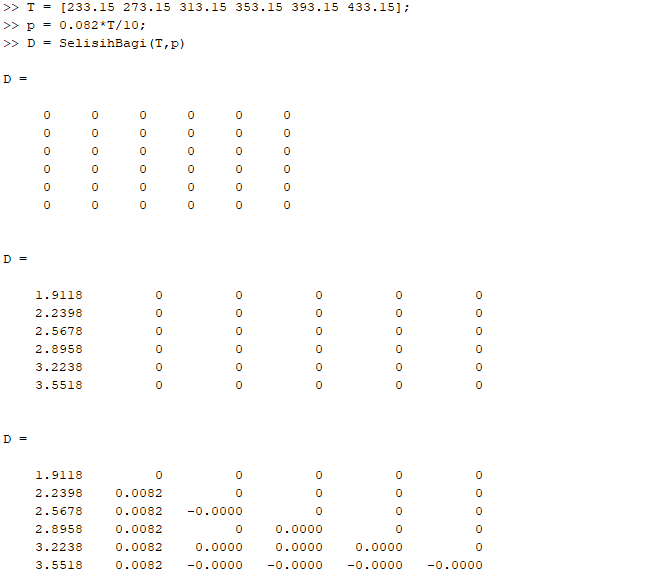 >> T = [233.15 273.15 313.15 353.15 393.15 433.15];
>> p = 0.082*T/10;
>> D = SelisihBagi(T,p)
D =
0 0 0 0 0 0
0 0 0 0 0 0
0 0 0 0 0 0
0 0 0 0 0 0
0 0 0 0 0 0
0 0 0 0 0 0
D =
1.9118 0 0 0 0 0
2.2398 0 0 0 0 0
2.5678 0 0 0 0 0
2.8958 0 0 0 0 0
3.2238 0 0 0 0 0
3.5518 0 0 0 0 0
D =
1.9118 0 0 0 0 0
2.2398 0.0082 0 0 0 0
2.5678 0.0082 -0.0000 0 0 0
2.8958 0.0082 0 0.0000 0 0
3.2238 0.0082 0.0000 0.0000 0.0000 0
3.5518 0.0082 -0.0000 -0.0000 -0.0000 -0.0000